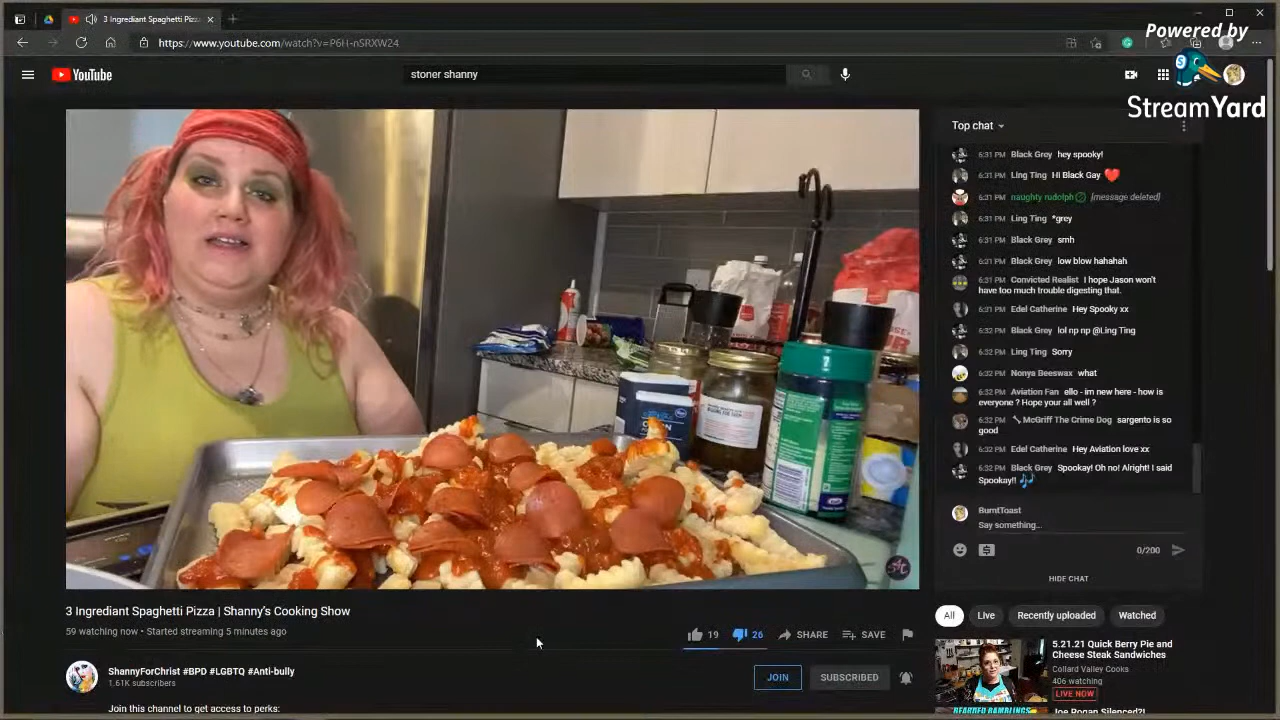 3 Ingrediant Spaghetti Pizza
https://www.youtube.com/watch?v=P6H-nSRXW24
Powered by
StreamYard
YouTube
stoner shanny
Top chat
6:31 PM Black Grey hey spooky!
6:31 PM Ling Ting Hi Black Gay
6:31 PM naughty rudolph [message deleted]
6:31 PM Ling Ting *grey
6:31 PM Black Grey smh
6:31 PM Black Grey low blow hahahah
6:31 PM Convicted Realist I hope Jason won't
have too much trouble digesting that.
6:31 PM Edel Catherine Hey Spooky xx
6:32 PM Black Grey lol np np @Ling Ting
6:32 PM Ling Ting Sorry
6:32 PM Nonya Beeswax what
6:32 PM Aviation Fan ello - im new here - how is
everyone ? Hope your all well ?
6:32 PM McGriff The Crime Dog sargento is so
good
6:32 PM Edel Catherine Hey Aviation love xx
6:32 PM Black Grey Spookay! Oh no! Alright! I said
Spookay!!
BurntToast
Say something...
0/200
HIDE CHAT
3 Ingrediant Spaghetti Pizza | Shanny's Cooking Show
59 watching now • Started streaming 5 minutes ago
19
26
SHARE
SAVE
All
Live
Recently uploaded
Watched
5.21.21 Quick Berry Pie and
Cheese Steak Sandwiches
Collard Valley Cooks
406 watching
LIVE NOW
BEARDED RAMBLINGS
Joe Rogan Silenced?!
ShannyForChrist #BPD #LGBTQ #Anti-bully
1.61K subscribers
JOIN
SUBSCRIBED
Join this channel to get access to perks: